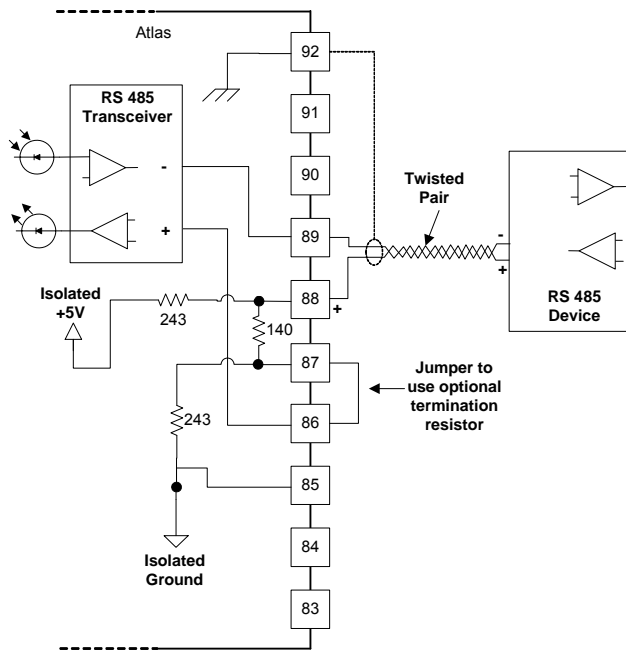 Atlas
RS 485
Transceiver
-
+
Isolated
+5V
243
140
243
Isolated
Ground
92
91
90
89
88
+
87
86
85
84
83
Twisted
Pair
Jumper to
use optional
termination
resistor
-
+
RS 485
Device